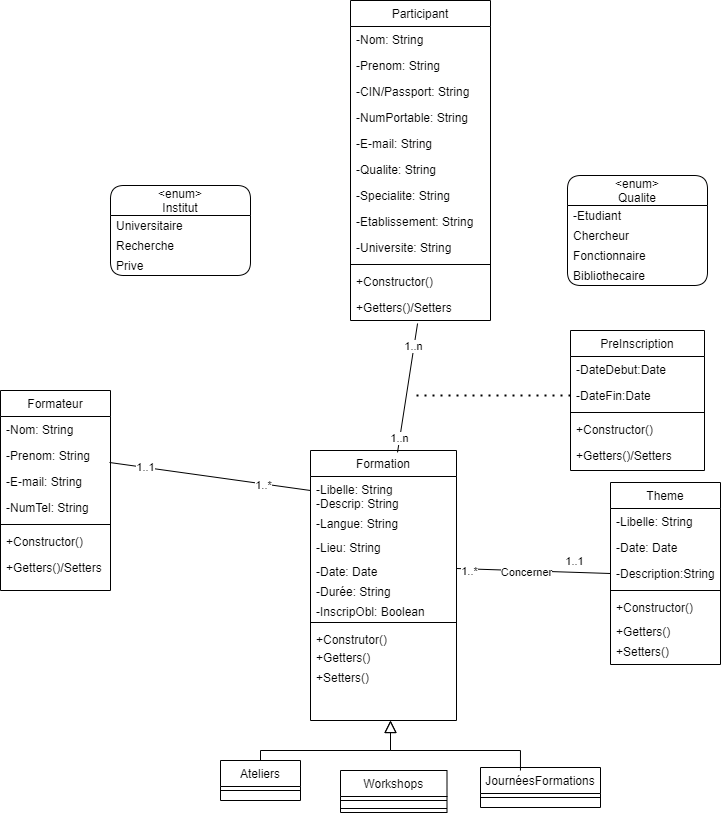 Participant
-Nom: String
-Prenom: String
-CIN/Passport: String
-NumPortable: String
-E-mail: String
-Qualite: String
-Specialite: String
-Etablissement: String
-Universite: String
+Constructor()
+Getters()/Setters
<enum>
Institut
Universitaire
Recherche
Prive
<enum>
Qualite
-Etudiant
Chercheur
Fonctionnaire
Bibliothecaire
1..n
1..n
PreInscription
-DateDebut:Date
-DateFin:Date
+Constructor()
+Getters()/Setters
Formateur
-Nom: String
-Prenom: String
-E-mail: String
-NumTel: String
+Constructor()
+Getters()/Setters
1..1
1..*
Formation
-Libelle: String
-Descrip: String
-Langue: String
-Lieu: String
-Date: Date
-Durée: String
-InscripObl: Boolean
+Construtor()
+Getters()
+Setters()
1..*
Concerner
1..1
Theme
-Libelle: String
-Date: Date
-Description:String
+Constructor()
+Getters()
+Setters()
Ateliers
Workshops
JournéesFormations